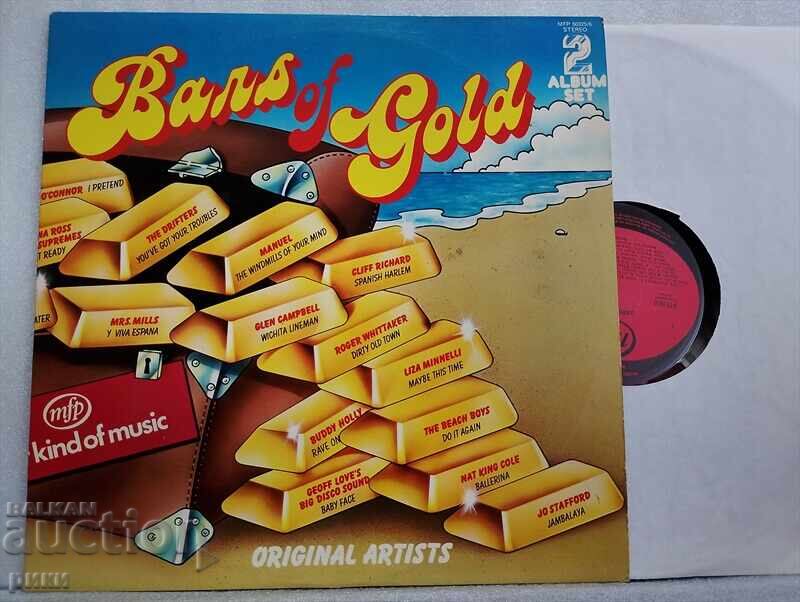 MFP 50325/6
STEREO
2
ALBUM
SET
Bars of Gold
O'CONNOR I PRETEND
NA ROSS
SUPREMES
T READY
THE DRIFTERS
YOU'VE GOT YOUR TROUBLES
MANUEL
THE WINDMILLS OF YOUR MIND
CLIFF RICHARD
SPANISH HARLEM
ATER
MRS. MILLS
Y VIVA ESPANA
GLEN CAMPBELL
WICHITA LINEMAN
ROGER WHITTAKER
DIRTY OLD TOWN
LIZA MINNELLI
MAYBE THIS TIME
mfp
kind of music
BUDDY HOLLY
RAVE ON
THE BEACH BOYS
DO IT AGAIN
GEOFF LOVE'S
BIG DISCO SOUND
BABY FACE
NAT KING COLE
BALLERINA
JO STAFFORD
JAMBALAYA
ORIGINAL ARTISTS
BALKAN
auction
рики